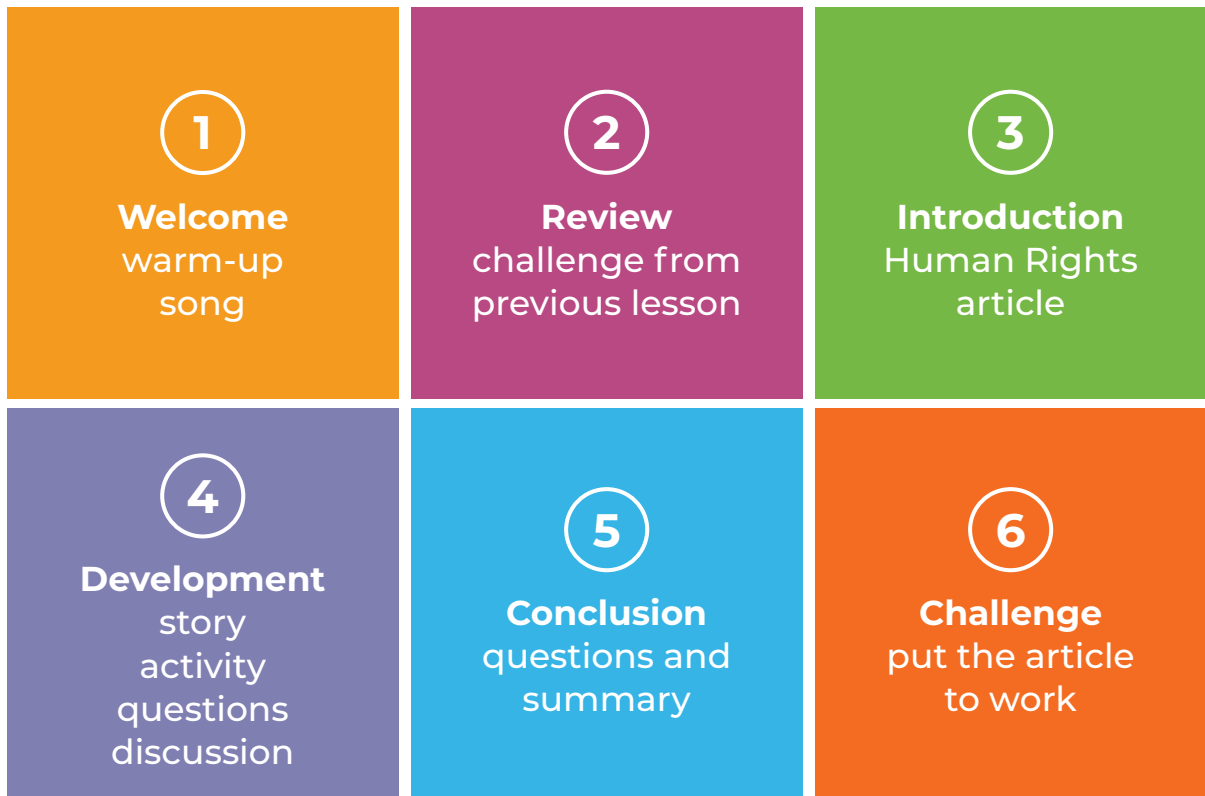 1
Welcome
warm-up
song
2
Review
challenge from
previous lesson
3
Introduction
Human Rights
article
4
Development
story
activity
questions
discussion
5
Conclusion
questions and
summary
6
Challenge
put the article
to work